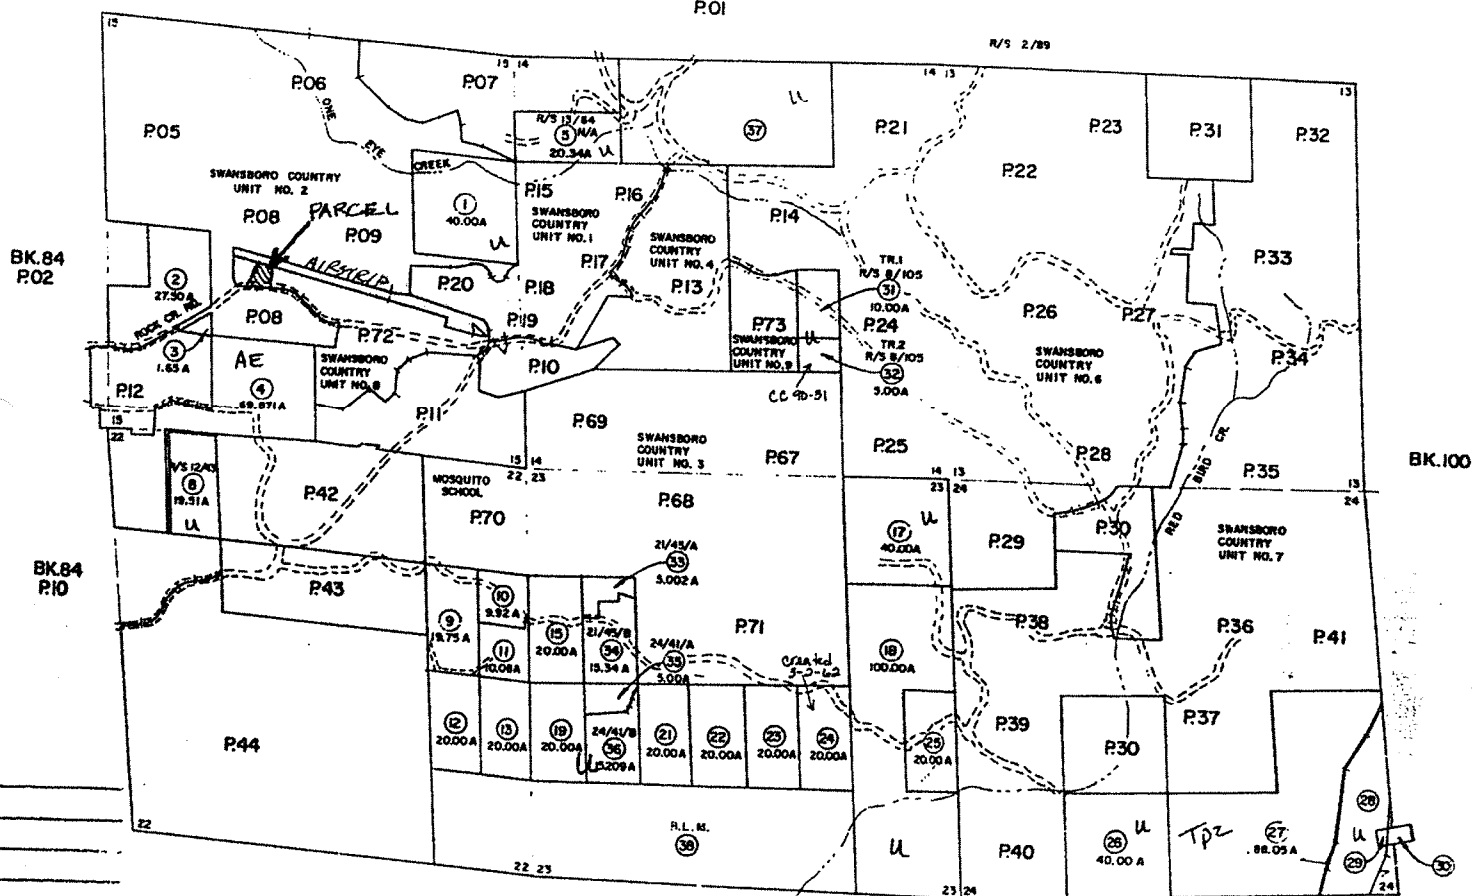 P.01
R/S 2/89
15
15 14
14 13
13
P.06
P.07
ONE
EYE
CREEK
P.05
R/S 13/64
N/A
5
20.34A
U
U
37
P.21
P.23
P.31
P.32
P.22
SWANSBORO COUNTRY
UNIT NO. 2
P.08
PARCEL
P.09
1
40.00A
U
P.15
SWANSBORO
COUNTRY
UNIT NO. 1
P.16
P.14
SWANSBORO
COUNTRY
UNIT NO. 4
P.17
P.13
BK.84
P.02
2
27.50A
AIRSTRIP
P.20
P.18
TR.1
R/S 8/105
31
10.00A
P.33
ROCK CR. RD.
P.08
P.72
P.19
P.73
U
P.24
P.26
P.27
3
1.65A
AE
SWANSBORO
COUNTRY
UNIT NO. 8
P.10
SWANSBORO
COUNTRY
UNIT NO. 9
TR.2
R/S 8/105
32
5.00A
SWANSBORO
COUNTRY
UNIT NO. 6
P.34
P.12
4
69.871A
CC 90-51
P.11
15
22
P.69
SWANSBORO
COUNTRY
UNIT NO. 3
P.67
P.25
P.28
RED BIRD CR.
P.35
BK.100
15 14
22 23
14 13
23 24
13
24
R/S 12/43
8
19.51A
U
P.42
MOSQUITO
SCHOOL
P.70
P.68
17
U
40.00A
P.29
P.30
SWANSBORO
COUNTRY
UNIT NO. 7
BK.84
P.10
P.43
21/45/A
33
5.002A
9
19.75A
10
9.92A
11
10.08A
15
20.00A
21/45/B
34
15.34A
24/41/A
35
5.00A
P.71
Created
5-2-62
18
100.00A
P.38
P.36
P.41
P.44
12
20.00A
13
20.00A
19
20.00A
24/41/B
36
15.209A
U
21
20.00A
22
20.00A
23
20.00A
24
20.00A
25
20.00A
P.39
P.30
P.37
22
B.L.M.
38
U
P.40
26
U
40.00A
TPZ
27
88.05A
28
U
29
30
22 23
23 24
24